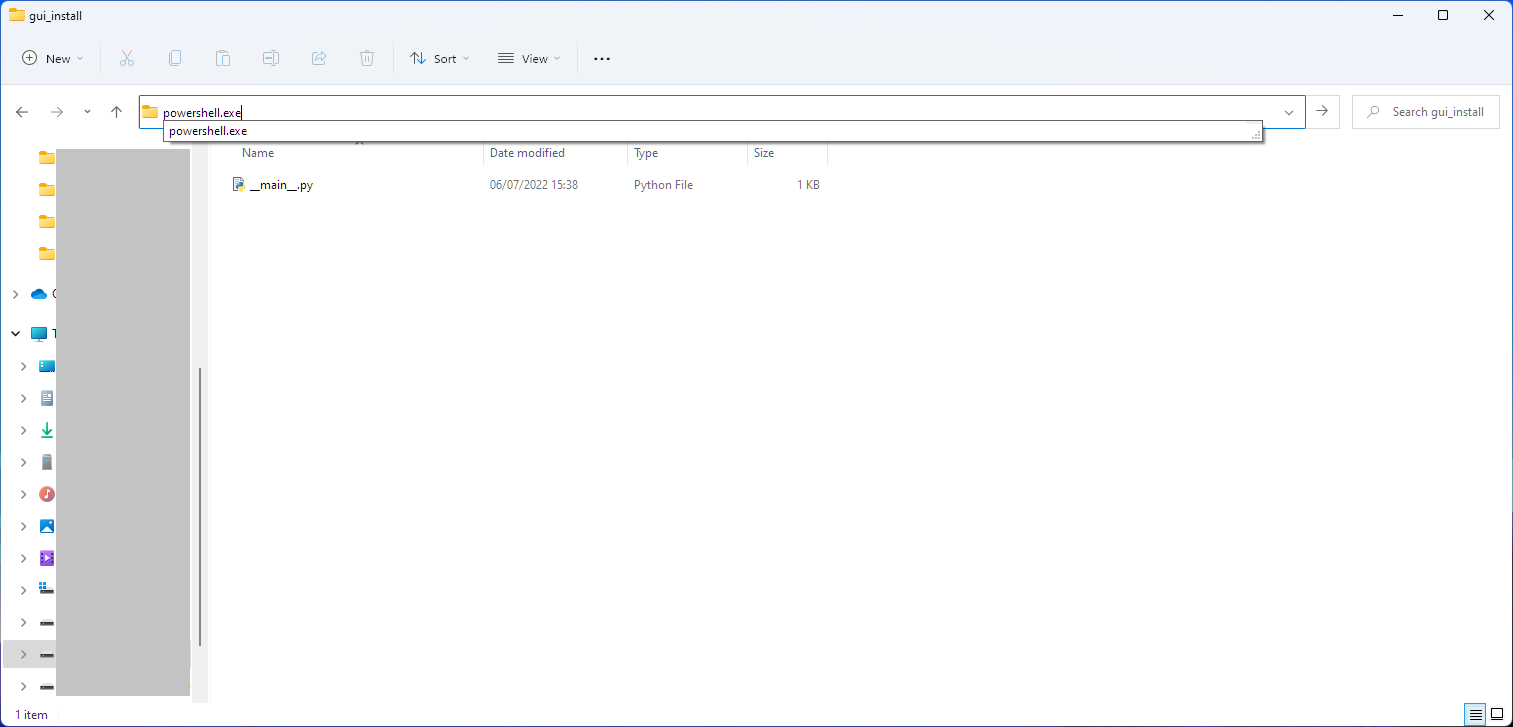 gui_install
New
Sort
View
powershell.exe
Search gui_install
powershell.exe
Name Date modified Type Size
__main__.py 06/07/2022 15:38 Python File 1 KB
1 item